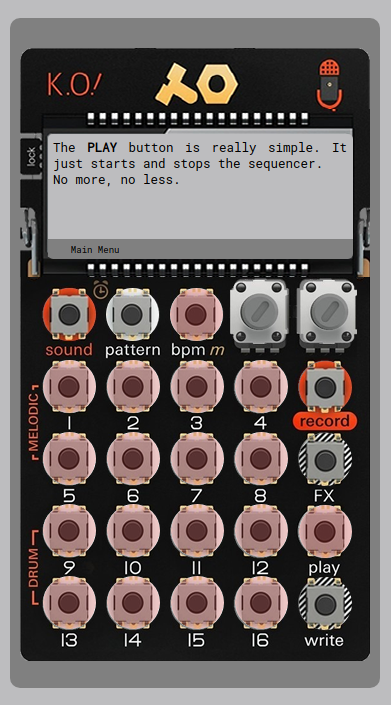 K.O!
lock
The PLAY button is really simple. It
just starts and stops the sequencer.
No more, no less.
Main Menu
sound pattern bpm m
MELODIC
1 2 3 4 record
5 6 7 8 FX
DRUM
9 10 11 12 play
13 14 15 16 write